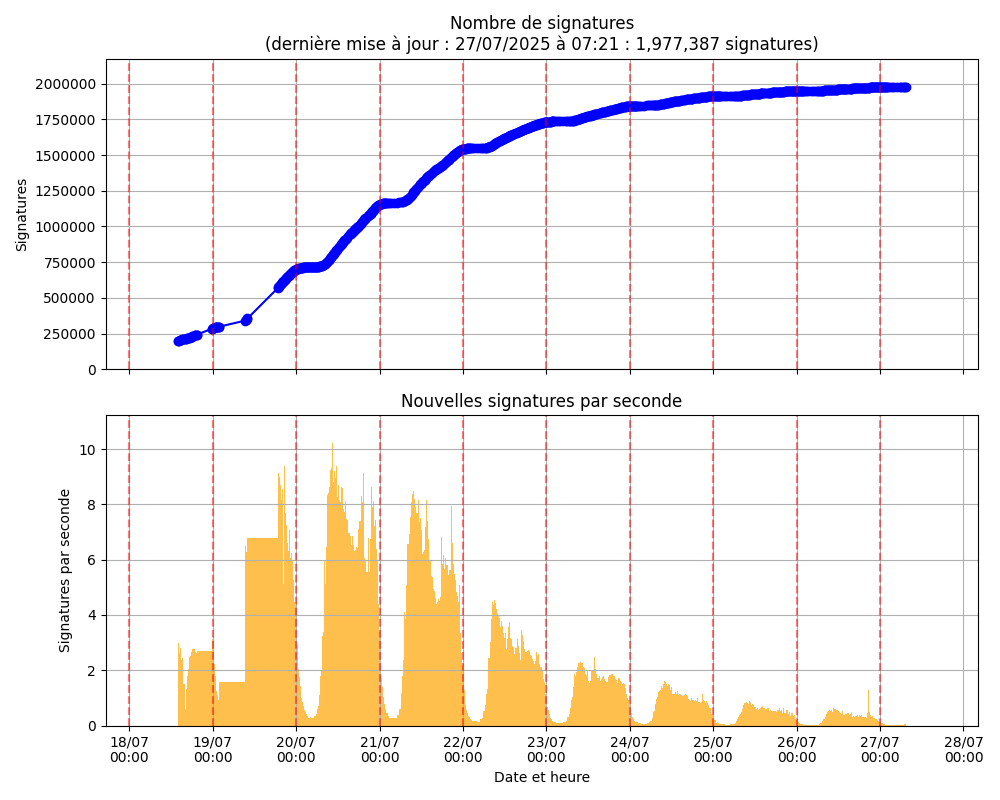 Nombre de signatures
(dernière mise à jour : 27/07/2025 à 07:21 : 1,977,387 signatures)
2000000
1750000
1500000
1250000
1000000
750000
500000
250000
0
Signatures
Nouvelles signatures par seconde
10
8
6
4
2
0
Signatures par seconde
18/07 19/07 20/07 21/07 22/07 23/07 24/07 25/07 26/07 27/07 28/07
00:00 00:00 00:00 00:00 00:00 00:00 00:00 00:00 00:00 00:00 00:00
Date et heure